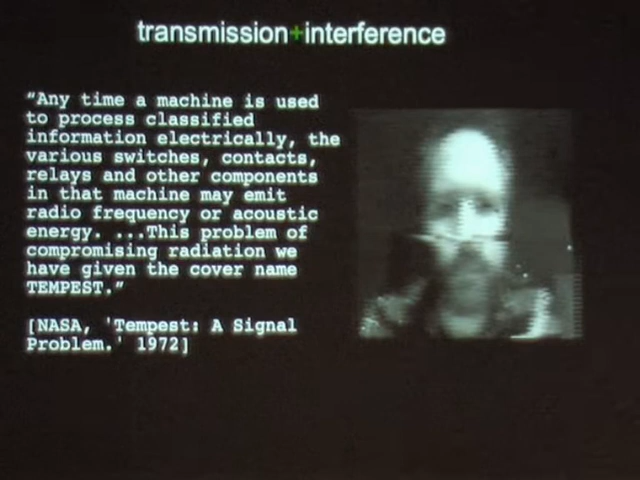 transmission+interference
"Any time a machine is used
to process classified
information electrically, the
various switches, contacts,
relays and other components
in that machine may emit
radio frequency or acoustic
energy. ...This problem of
compromising radiation we
have given the cover name
TEMPEST."
[NASA, 'Tempest: A Signal
Problem.' 1972]